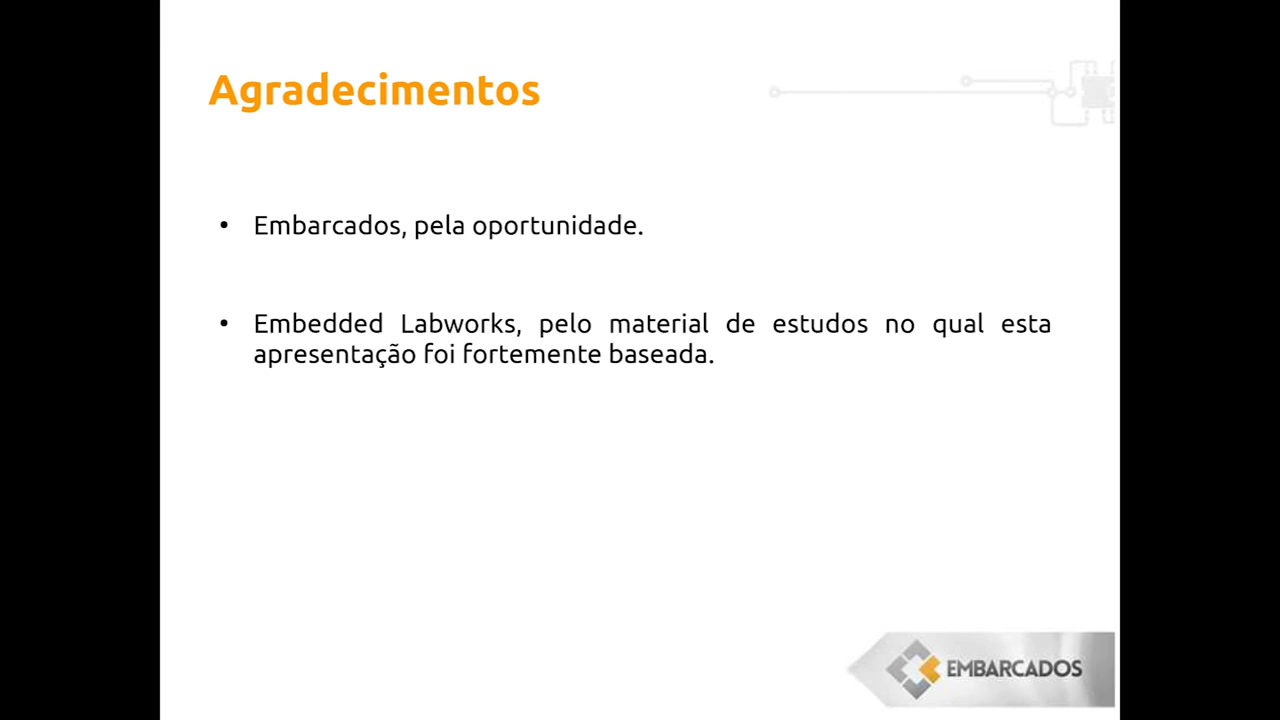 Agradecimentos
• Embarcados, pela oportunidade.
• Embedded Labworks, pelo material de estudos no qual esta
apresentação foi fortemente baseada.
EMBARCADOS